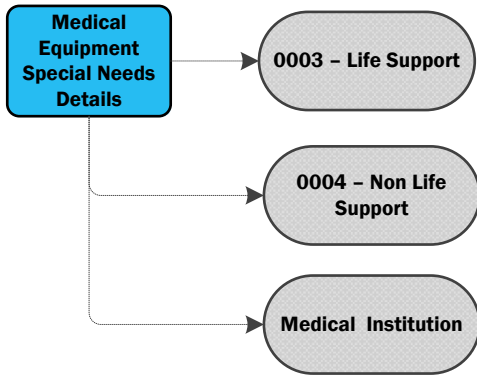 Medical
Equipment
Special Needs
Details
0003 – Life Support
0004 – Non Life
Support
Medical Institution